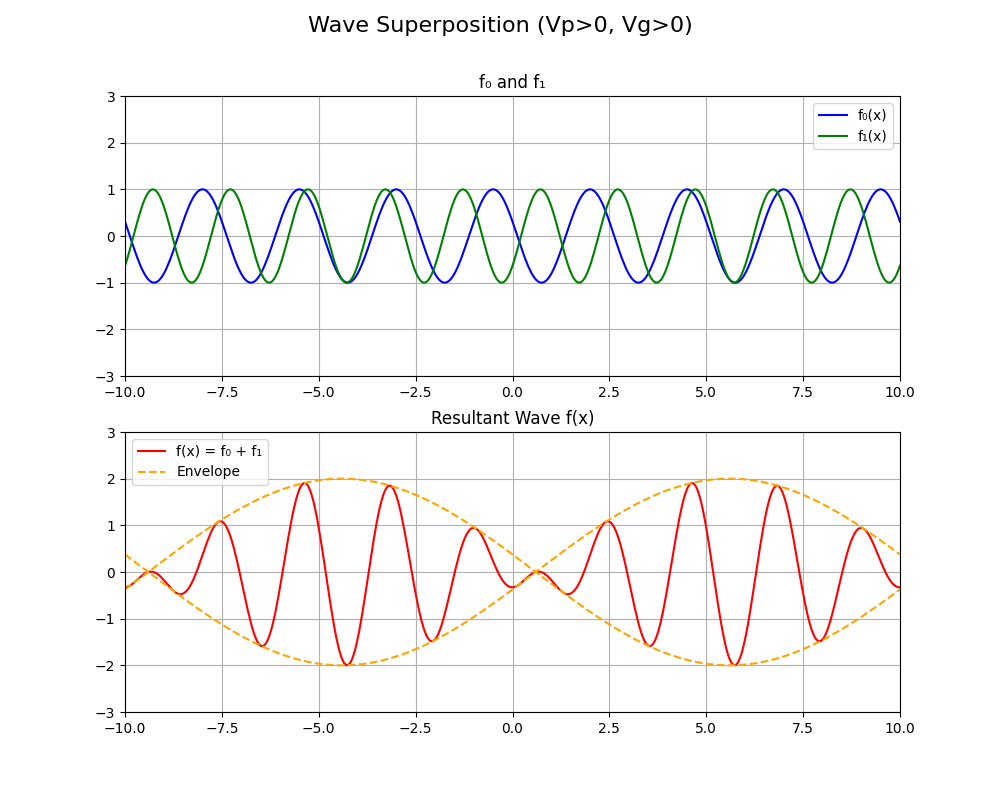 Wave Superposition (Vp>0, Vg>0)
f₀ and f₁
3
2
1
0
−1
−2
−3
f₀(x)
f₁(x)
−10.0 −7.5 −5.0 −2.5 0.0 2.5 5.0 7.5 10.0
Resultant Wave f(x)
3
2
1
0
−1
−2
−3
f(x) = f₀ + f₁
Envelope
−10.0 −7.5 −5.0 −2.5 0.0 2.5 5.0 7.5 10.0